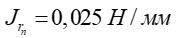 J_{r_n} = 0,025 Н / мм